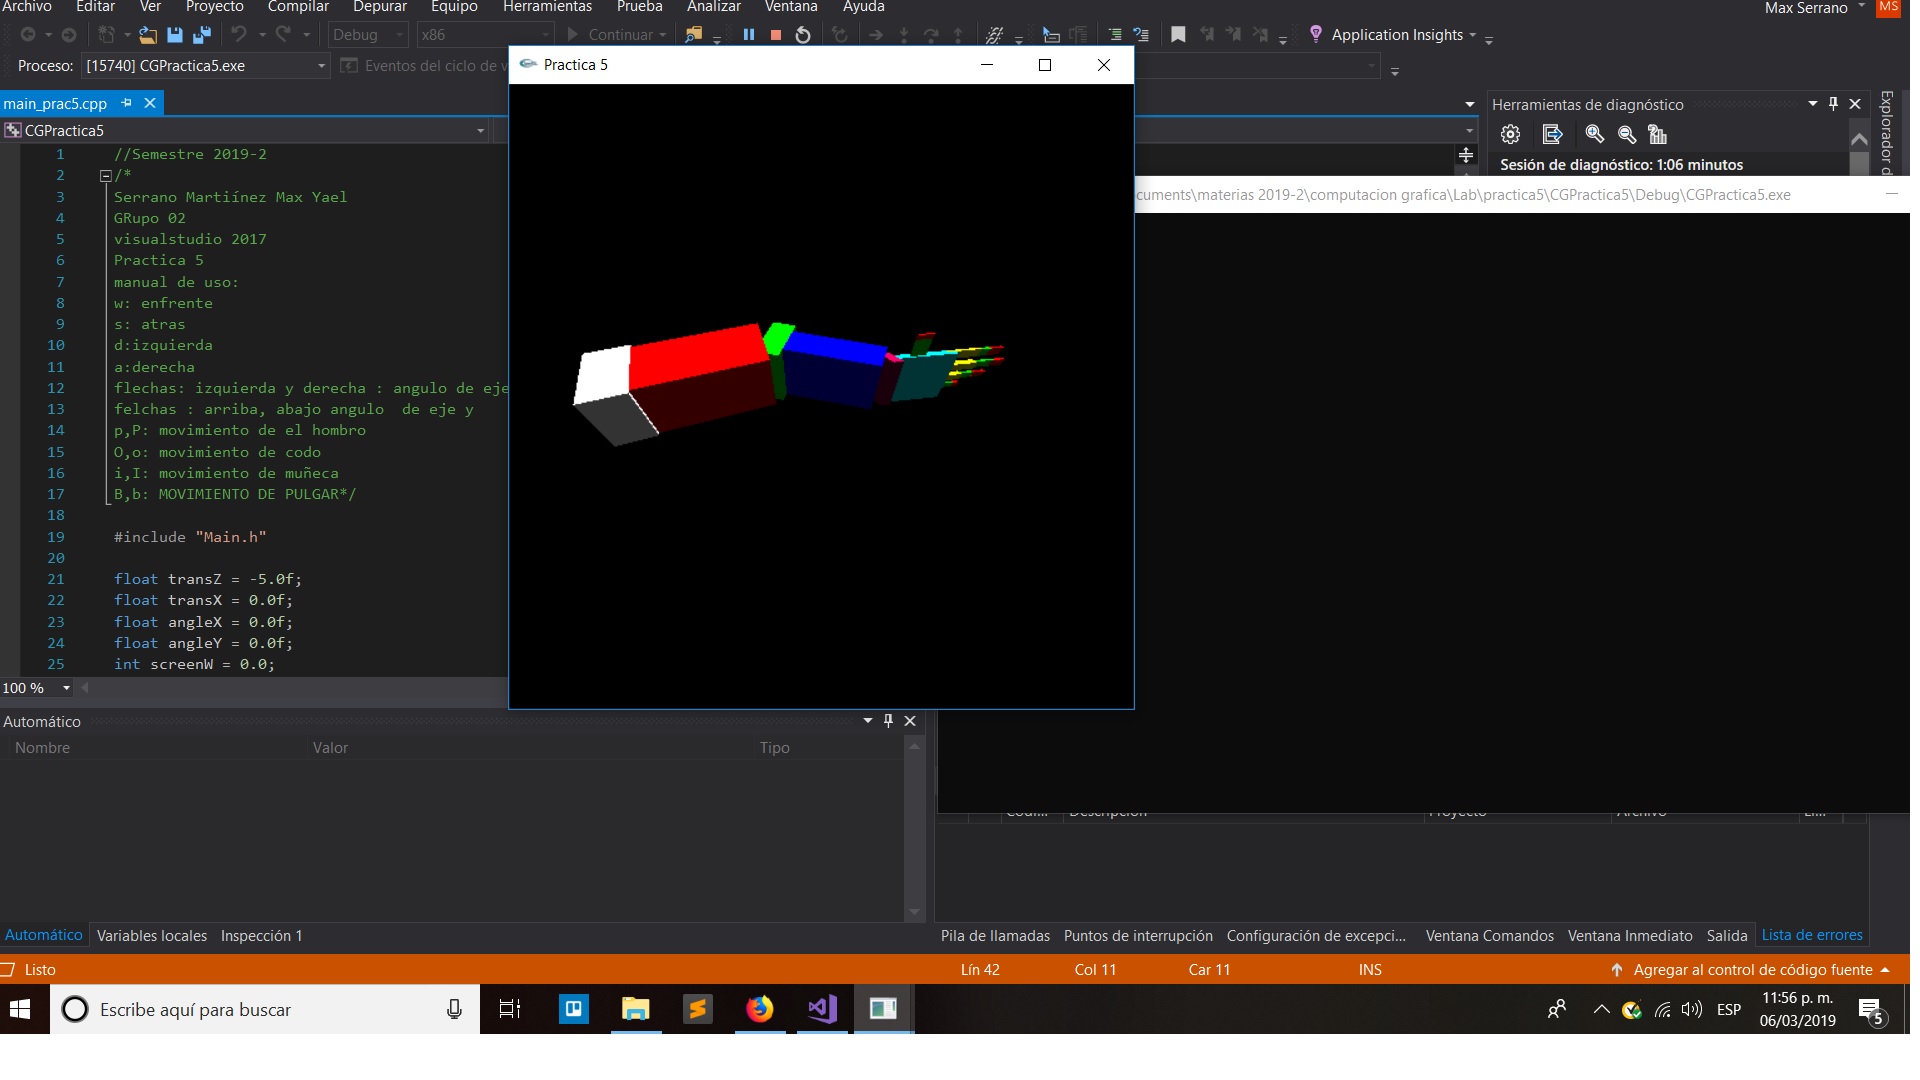 Archivo Editar Ver Proyecto Compilar Depurar Equipo Herramientas Prueba Analizar Ventana Ayuda Max Serrano MS
Debug x86 Continuar Application Insights
Proceso: [15740] CGPractica5.exe Eventos del ciclo de
Practica 5
main_prac5.cpp
CGPractica5
Herramientas de diagnóstico
Sesión de diagnóstico: 1:06 minutos
Explorador
cuments\materias 2019-2\computacion grafica\Lab\practica5\CGPractica5\Debug\CGPractica5.exe
1 //Semestre 2019-2
2 /*
3 Serrano Martiínez Max Yael
4 GRupo 02
5 visualstudio 2017
6 Practica 5
7 manual de uso:
8 w: enfrente
9 s: atras
10 d:izquierda
11 a:derecha
12 flechas: izquierda y derecha : angulo de eje
13 felchas : arriba, abajo angulo  de eje y
14 p,P: movimiento de el hombro
15 O,o: movimiento de codo
16 i,I: movimiento de muñeca
17 B,b: MOVIMIENTO DE PULGAR*/
18
19 #include "Main.h"
20
21 float transZ = -5.0f;
22 float transX = 0.0f;
23 float angleX = 0.0f;
24 float angleY = 0.0f;
25 int screenW = 0.0;
100 %
Automático
Nombre Valor Tipo
Códi... Descripción Proyecto Archivo Lí...
Automático Variables locales Inspección 1
Pila de llamadas Puntos de interrupción Configuración de excepci... Ventana Comandos Ventana Inmediato Salida Lista de errores
Listo Lín 42 Col 11 Car 11 INS Agregar al control de código fuente
Escribe aquí para buscar
ESP
11:56 p. m.
06/03/2019
5